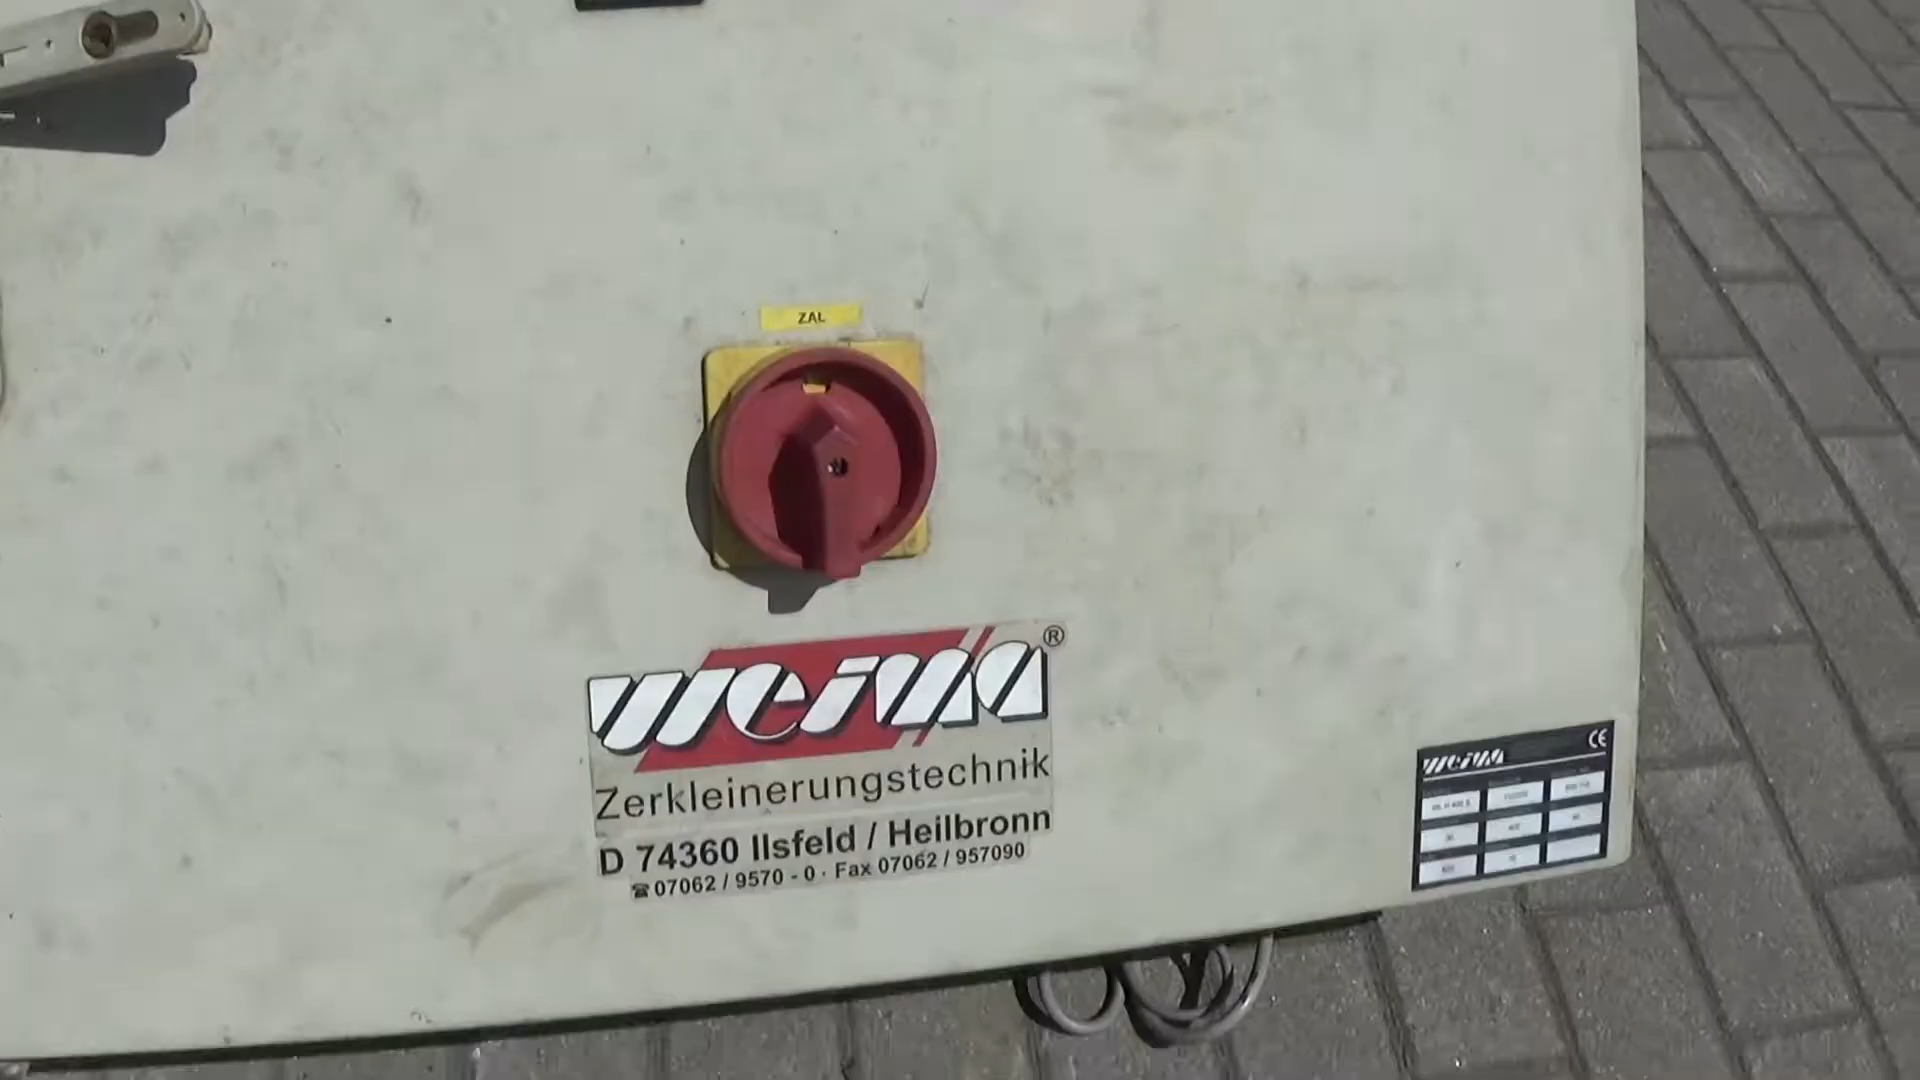 ZAL
weima®
Zerkleinerungstechnik
D 74360 Ilsfeld / Heilbronn
☎ 07062 / 9570 - 0 · Fax 07062 / 957090
weima CE